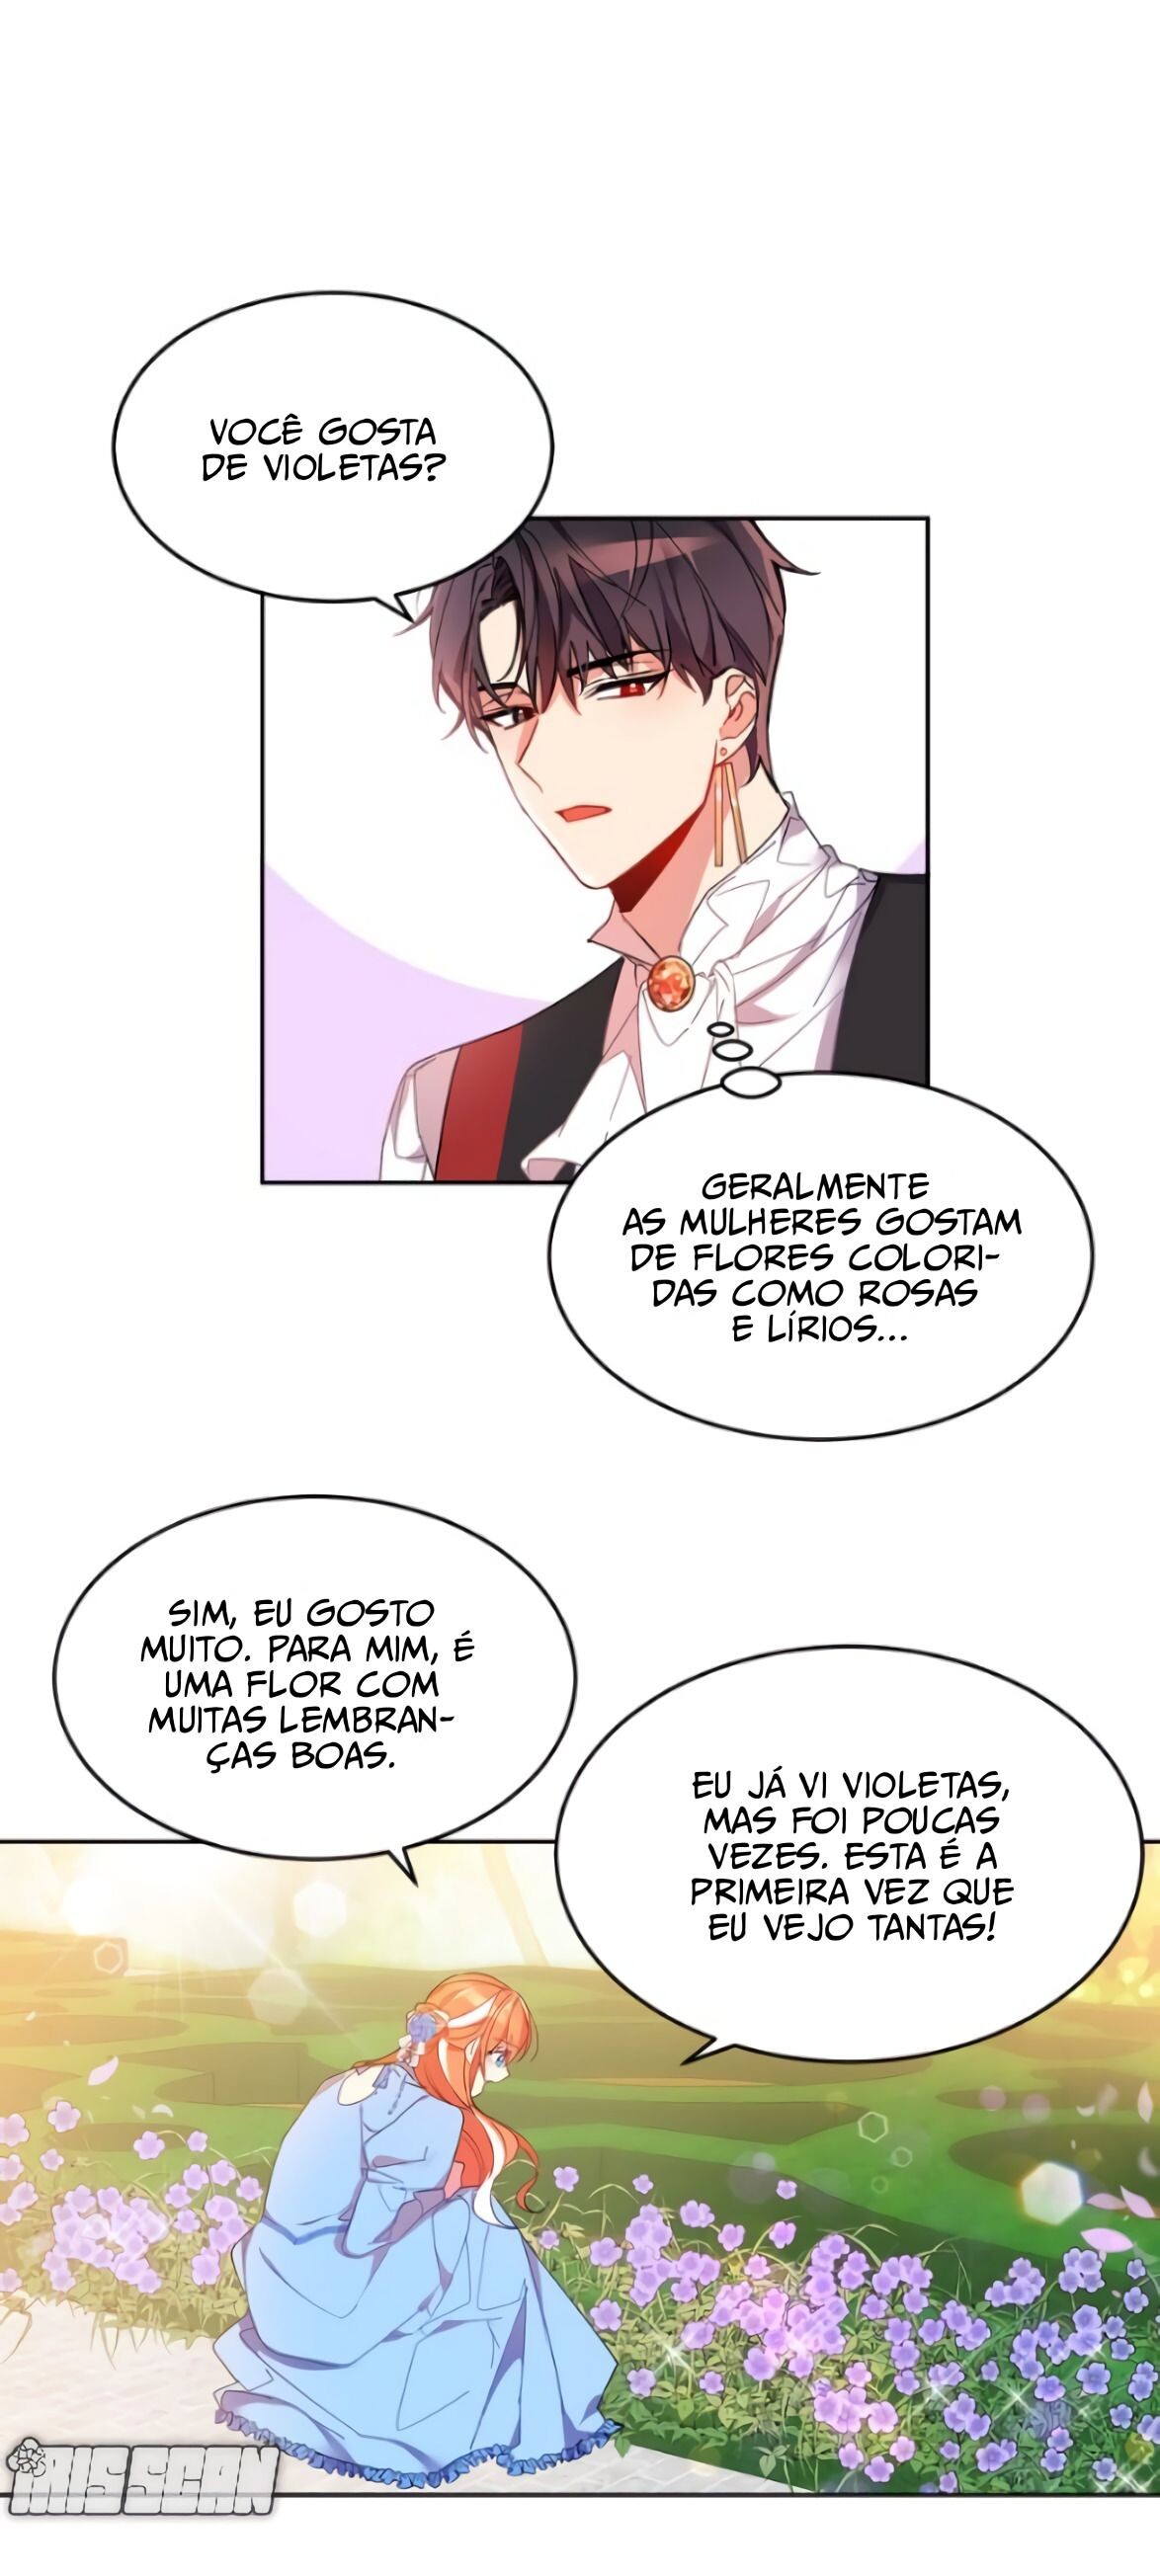 VOCÊ GOSTA
DE VIOLETAS?
GERALMENTE
AS MULHERES GOSTAM
DE FLORES COLORI-
DAS COMO ROSAS
E LÍRIOS...
SIM, EU GOSTO
MUITO. PARA MIM, É
UMA FLOR COM
MUITAS LEMBRAN-
ÇAS BOAS.
EU JÁ VI VIOLETAS,
MAS FOI POUCAS
VEZES. ESTA É A
PRIMEIRA VEZ QUE
EU VEJO TANTAS!
IRISSCAN